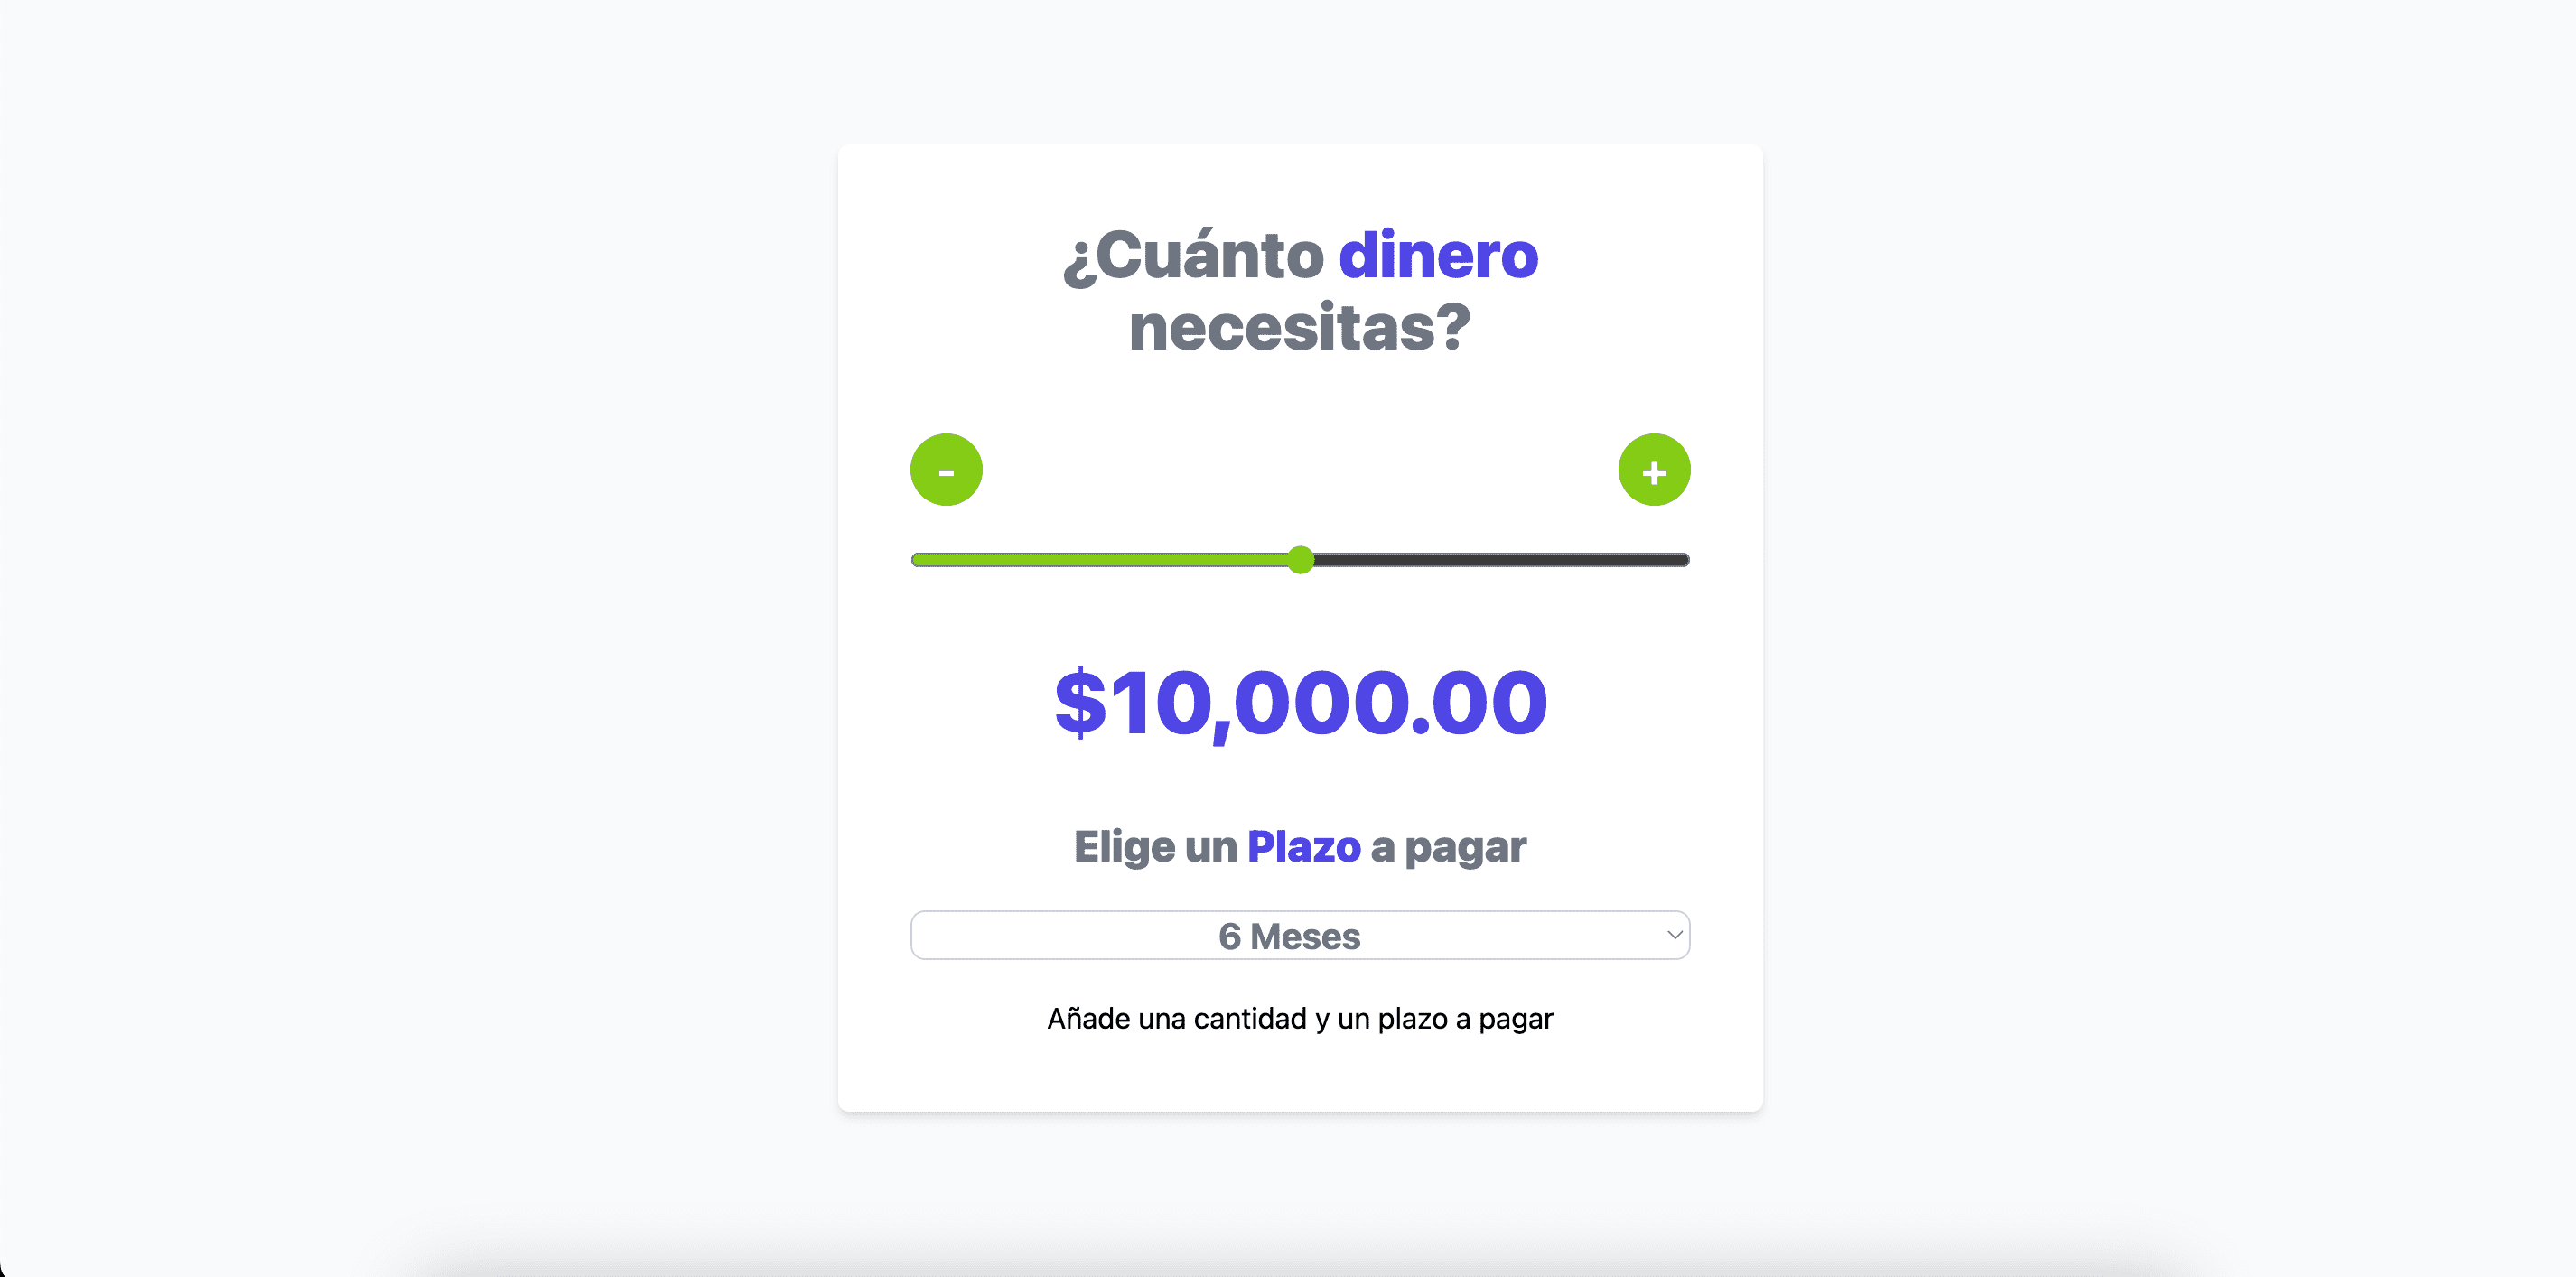 ¿Cuánto dinero
necesitas?
- +
$10,000.00
Elige un Plazo a pagar
6 Meses
Añade una cantidad y un plazo a pagar